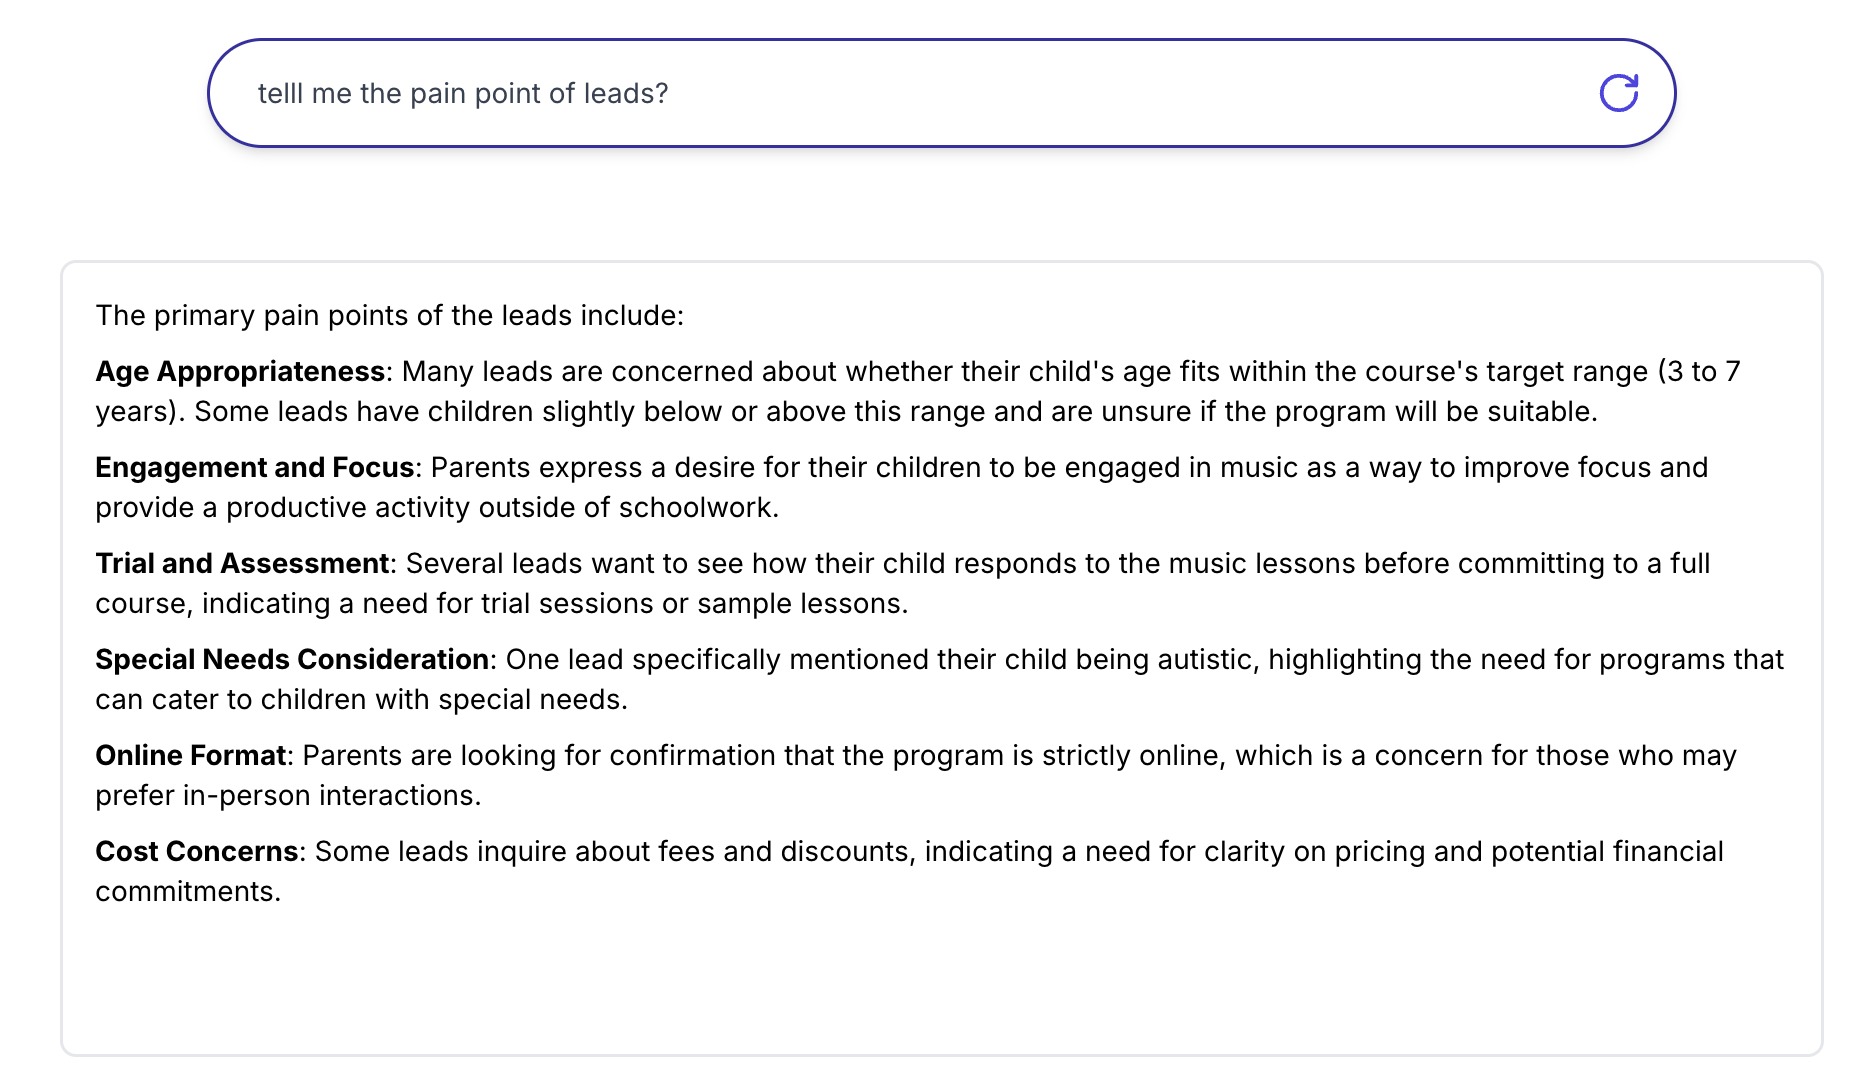 telll me the pain point of leads?
The primary pain points of the leads include:
Age Appropriateness: Many leads are concerned about whether their child's age fits within the course's target range (3 to 7
years). Some leads have children slightly below or above this range and are unsure if the program will be suitable.
Engagement and Focus: Parents express a desire for their children to be engaged in music as a way to improve focus and
provide a productive activity outside of schoolwork.
Trial and Assessment: Several leads want to see how their child responds to the music lessons before committing to a full
course, indicating a need for trial sessions or sample lessons.
Special Needs Consideration: One lead specifically mentioned their child being autistic, highlighting the need for programs that
can cater to children with special needs.
Online Format: Parents are looking for confirmation that the program is strictly online, which is a concern for those who may
prefer in-person interactions.
Cost Concerns: Some leads inquire about fees and discounts, indicating a need for clarity on pricing and potential financial
commitments.